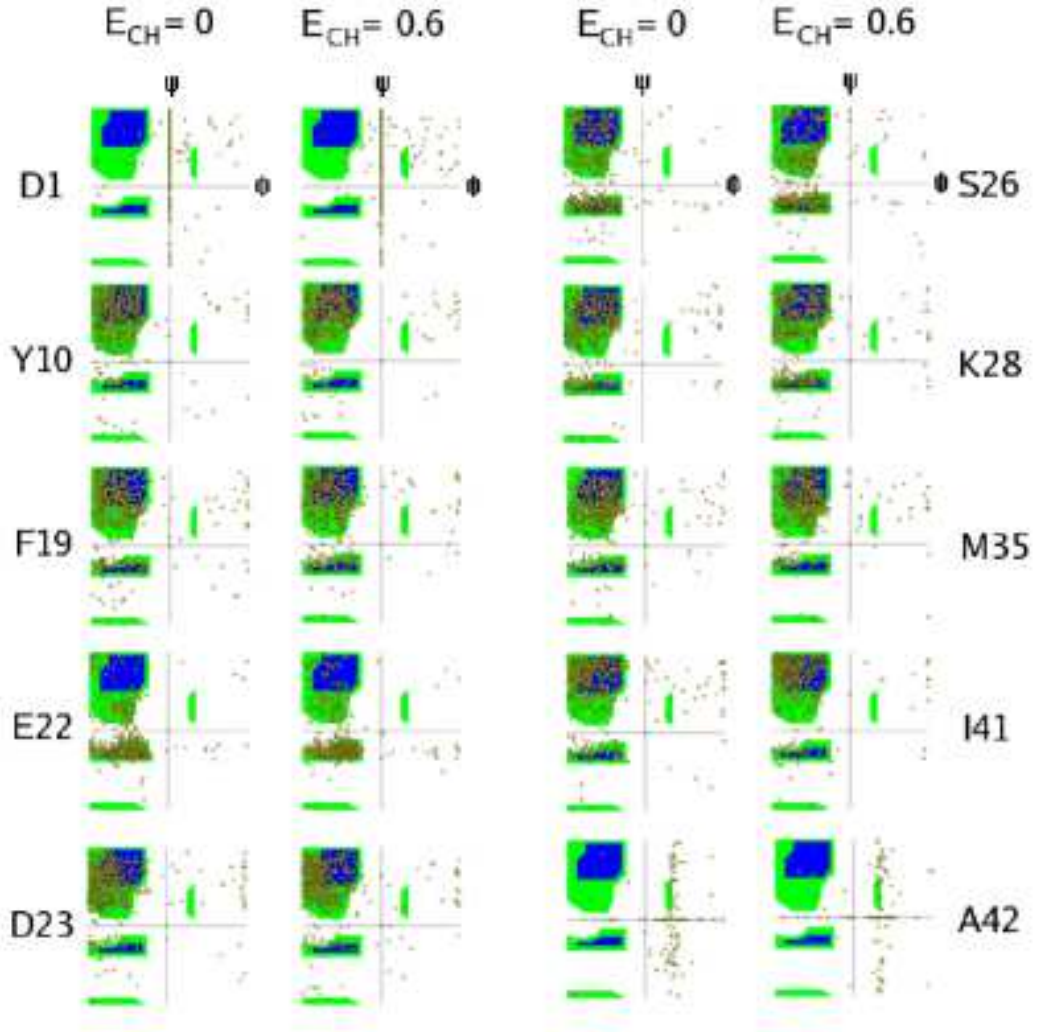 E_CH = 0 E_CH = 0.6 E_CH = 0 E_CH = 0.6
ψ ψ ψ ψ
D1 φ φ φ φ S26
Y10 K28
F19 M35
E22 I41
D23 A42